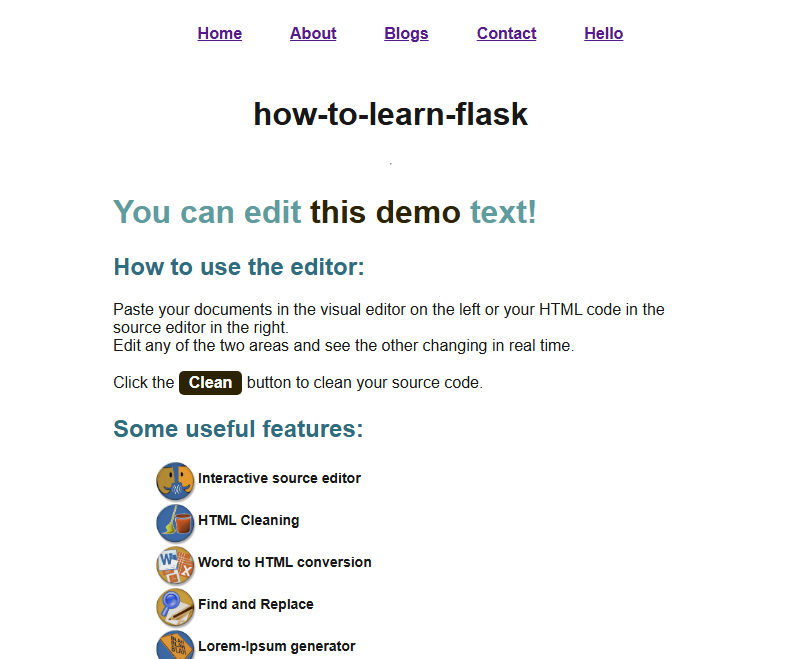 Home About Blogs Contact Hello
how-to-learn-flask
You can edit this demo text!
How to use the editor:
Paste your documents in the visual editor on the left or your HTML code in the
source editor in the right.
Edit any of the two areas and see the other changing in real time.
Click the Clean button to clean your source code.
Some useful features:
Interactive source editor
HTML Cleaning
W Word to HTML conversion
Find and Replace
Lorem-Ipsum generator